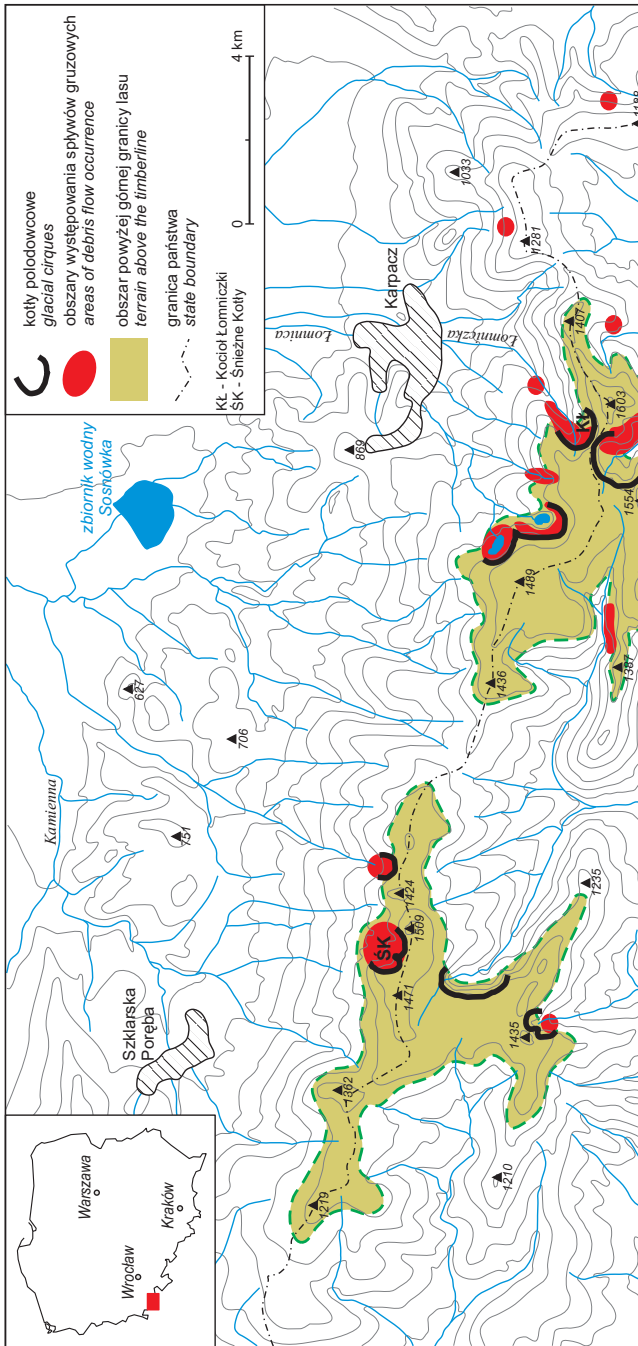 Warszawa
Wrocław
Kraków
kotły polodowcowe
glacial cirques
obszary występowania spływów gruzowych
areas of debris flow occurrence
obszar powyżej górnej granicy lasu
terrain above the timberline
granica państwa
state boundary
KŁ - Kocioł Łomniczki
ŚK - Śnieżne Kotły
0
4 km
Szklarska
Poręba
Kamienna
751
627
706
zbiornik wodny
Sosnówka
869
Łomnica
Karpacz
Łomniczka
1033
1281
1219
1362
1471
ŚK
1509
1424
1436
1489
KŁ
1407
1603
1554
1387
1210
1435
1235